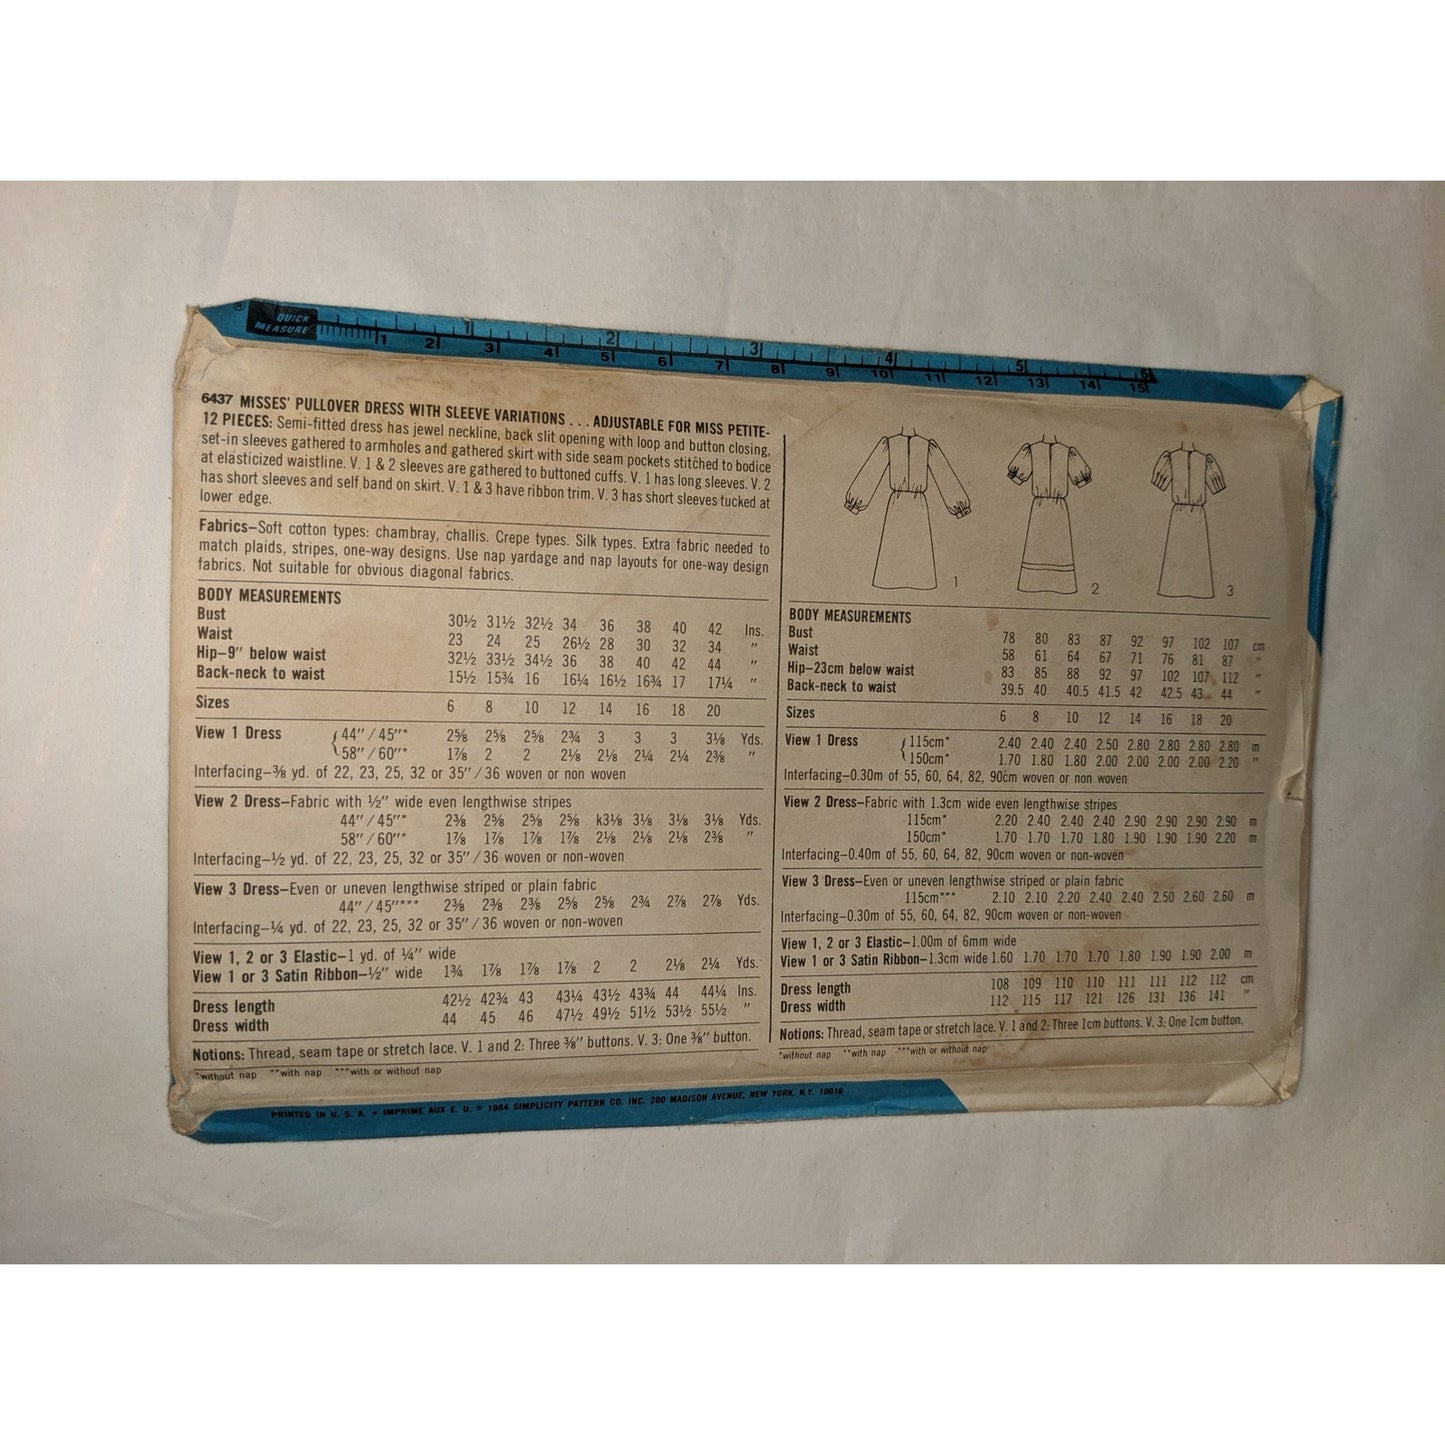 ® QUICK MEASURE 1 2 3 4 5 6
1 2 3 4 5 6 7 8 9 10 11 12 13 14 15
6437 MISSES' PULLOVER DRESS WITH SLEEVE VARIATIONS . . . ADJUSTABLE FOR MISS PETITE-
12 PIECES: Semi-fitted dress has jewel neckline, back slit opening with loop and button closing,
set-in sleeves gathered to armholes and gathered skirt with side seam pockets stitched to bodice
at elasticized waistline. V. 1 & 2 sleeves are gathered to buttoned cuffs. V. 1 has long sleeves. V. 2
has short sleeves and self band on skirt. V. 1 & 3 have ribbon trim. V. 3 has short sleeves tucked at
lower edge.
Fabrics—Soft cotton types: chambray, challis. Crepe types. Silk types. Extra fabric needed to
match plaids, stripes, one-way designs. Use nap yardage and nap layouts for one-way design
fabrics. Not suitable for obvious diagonal fabrics.
BODY MEASUREMENTS
Bust 30½ 31½ 32½ 34 36 38 40 42 Ins.
Waist 23 24 25 26½ 28 30 32 34 "
Hip—9" below waist 32½ 33½ 34½ 36 38 40 42 44 "
Back-neck to waist 15½ 15¾ 16 16¼ 16½ 16¾ 17 17¼ "
Sizes 6 8 10 12 14 16 18 20
View 1 Dress 44"/45"* 2⅝ 2⅝ 2⅝ 2¾ 3 3 3 3⅛ Yds.
58"/60"* 1⅞ 2 2 2⅛ 2⅛ 2¼ 2¼ 2⅜ "
Interfacing—⅜ yd. of 22, 23, 25, 32 or 35"/36 woven or non woven
View 2 Dress—Fabric with ½" wide even lengthwise stripes
44"/45"* 2⅜ 2⅝ 2⅝ 2⅝ k3⅛ 3⅛ 3⅛ 3⅛ Yds.
58"/60"* 1⅞ 1⅞ 1⅞ 1⅞ 2⅛ 2⅛ 2⅛ 2⅜ "
Interfacing—½ yd. of 22, 23, 25, 32 or 35"/36 woven or non-woven
View 3 Dress—Even or uneven lengthwise striped or plain fabric
44"/45"*** 2⅜ 2⅜ 2⅜ 2⅝ 2⅝ 2¾ 2⅞ 2⅞ Yds.
Interfacing—¼ yd. of 22, 23, 25, 32 or 35"/36 woven or non-woven
View 1, 2 or 3 Elastic—1 yd. of ¼" wide
View 1 or 3 Satin Ribbon—½" wide 1¾ 1⅞ 1⅞ 1⅞ 2 2 2⅛ 2¼ Yds.
Dress length 42½ 42¾ 43 43¼ 43½ 43¾ 44 44¼ Ins.
Dress width 44 45 46 47½ 49½ 51½ 53½ 55½ "
Notions: Thread, seam tape or stretch lace. V. 1 and 2: Three ⅜" buttons. V. 3: One ⅜" button.
*without nap **with nap ***with or without nap
1 2 3
BODY MEASUREMENTS
Bust 78 80 83 87 92 97 102 107 cm
Waist 58 61 64 67 71 76 81 87 "
Hip—23cm below waist 83 85 88 92 97 102 107 112 "
Back-neck to waist 39.5 40 40.5 41.5 42 42.5 43 44 "
Sizes 6 8 10 12 14 16 18 20
View 1 Dress 115cm* 2.40 2.40 2.40 2.50 2.80 2.80 2.80 2.80 m
150cm* 1.70 1.80 1.80 2.00 2.00 2.00 2.00 2.20 "
Interfacing—0.30m of 55, 60, 64, 82, 90cm woven or non woven
View 2 Dress—Fabric with 1.3cm wide even lengthwise stripes
115cm* 2.20 2.40 2.40 2.40 2.90 2.90 2.90 2.90 m
150cm* 1.70 1.70 1.70 1.80 1.90 1.90 1.90 2.20 m
Interfacing—0.40m of 55, 60, 64, 82, 90cm woven or non-woven
View 3 Dress—Even or uneven lengthwise striped or plain fabric
115cm*** 2.10 2.10 2.20 2.40 2.40 2.50 2.60 2.60 m
Interfacing—0.30m of 55, 60, 64, 82, 90cm woven or non-woven
View 1, 2 or 3 Elastic—1.00m of 6mm wide
View 1 or 3 Satin Ribbon—1.3cm wide 1.60 1.70 1.70 1.70 1.80 1.90 1.90 2.00 m
Dress length 108 109 110 110 111 111 112 112 cm
Dress width 112 115 117 121 126 131 136 141 "
Notions: Thread, seam tape or stretch lace. V. 1 and 2: Three 1cm buttons. V. 3: One 1cm button.
*without nap **with nap ***with or without nap
PRINTED IN U. S. A. • IMPRIME AUX E. U. © 1984 SIMPLICITY PATTERN CO. INC. 200 MADISON AVENUE, NEW YORK, N.Y. 10016